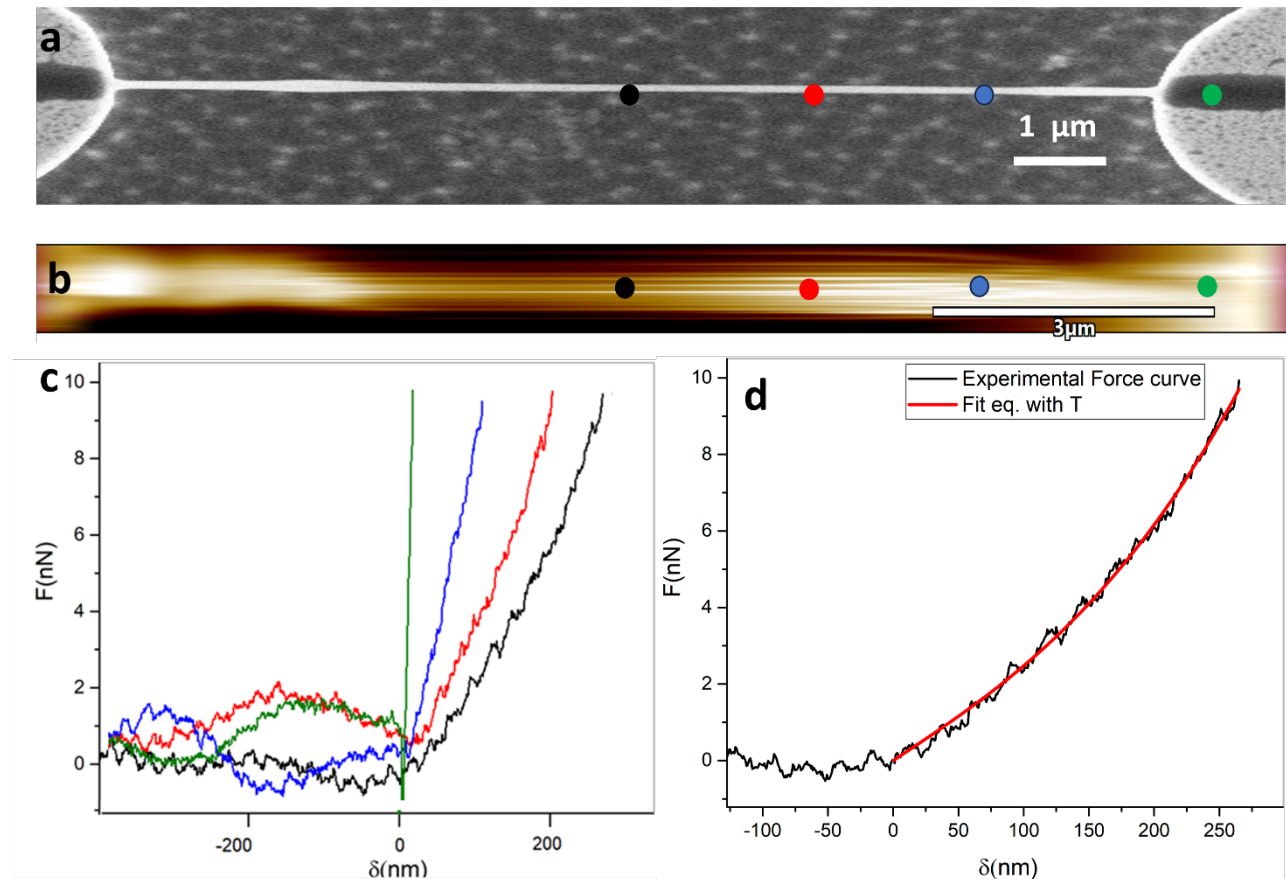 a
1 µm
b
3µm
c
10
8
6
4
2
0
F(nN)
-200
0
200
δ(nm)
d
Experimental Force curve
Fit eq. with T
10
8
6
4
2
0
F(nN)
-100
-50
0
50
100
150
200
250
δ(nm)